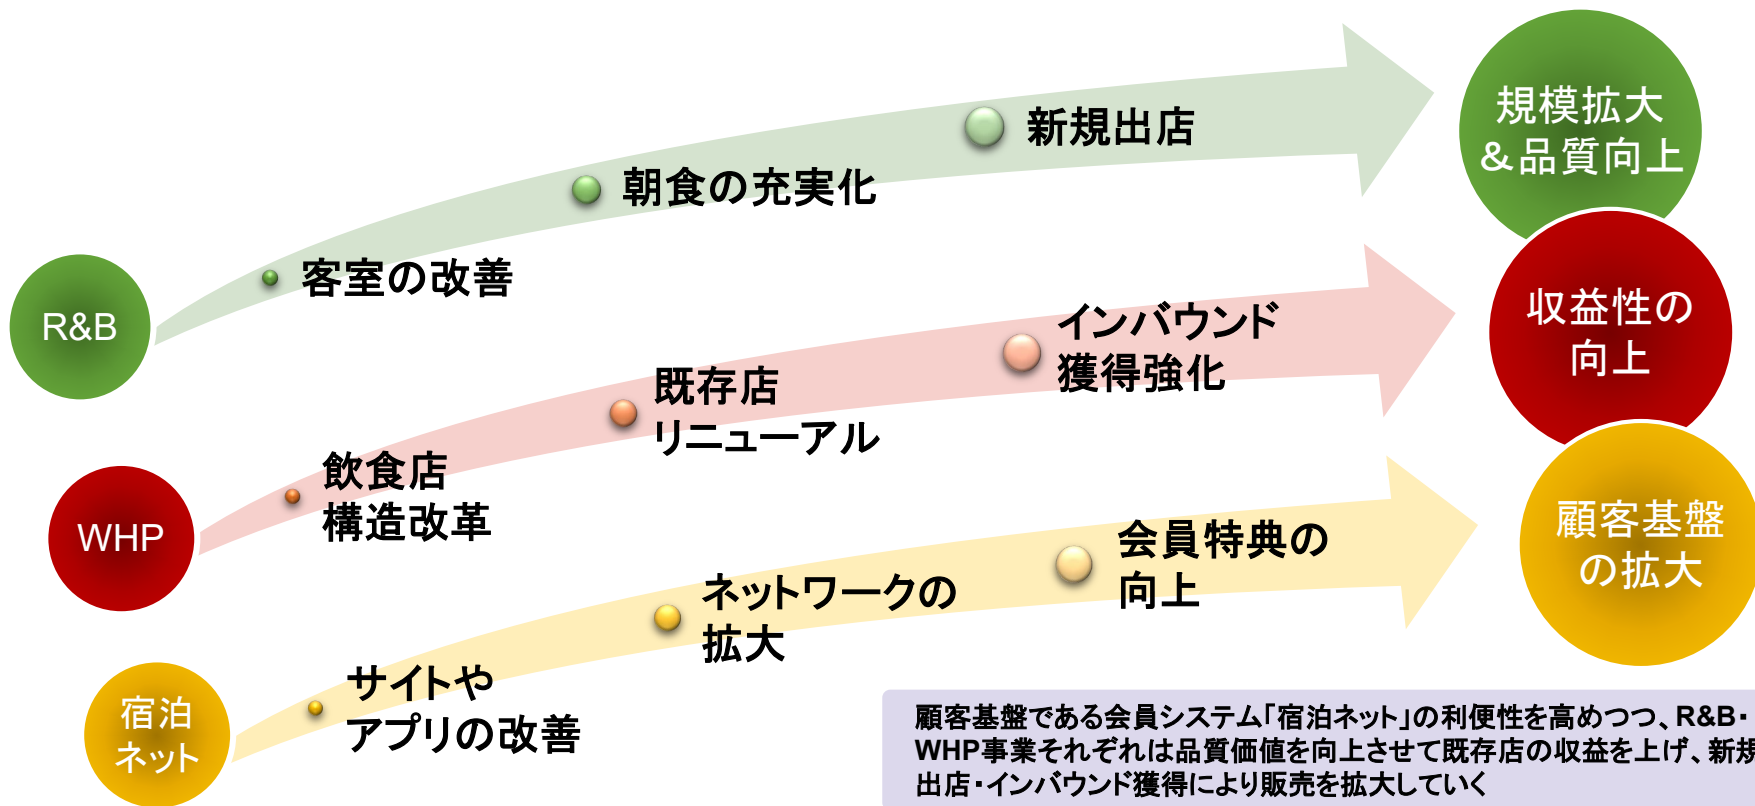 R&B
客室の改善
朝食の充実化
新規出店
規模拡大
&品質向上
WHP
飲食店
構造改革
既存店
リニューアル
インバウンド
獲得強化
収益性の
向上
宿泊
ネット
サイトや
アプリの改善
ネットワークの
拡大
会員特典の
向上
顧客基盤
の拡大
顧客基盤である会員システム「宿泊ネット」の利便性を高めつつ、R&B・
WHP事業それぞれは品質価値を向上させて既存店の収益を上げ、新規
出店・インバウンド獲得により販売を拡大していく